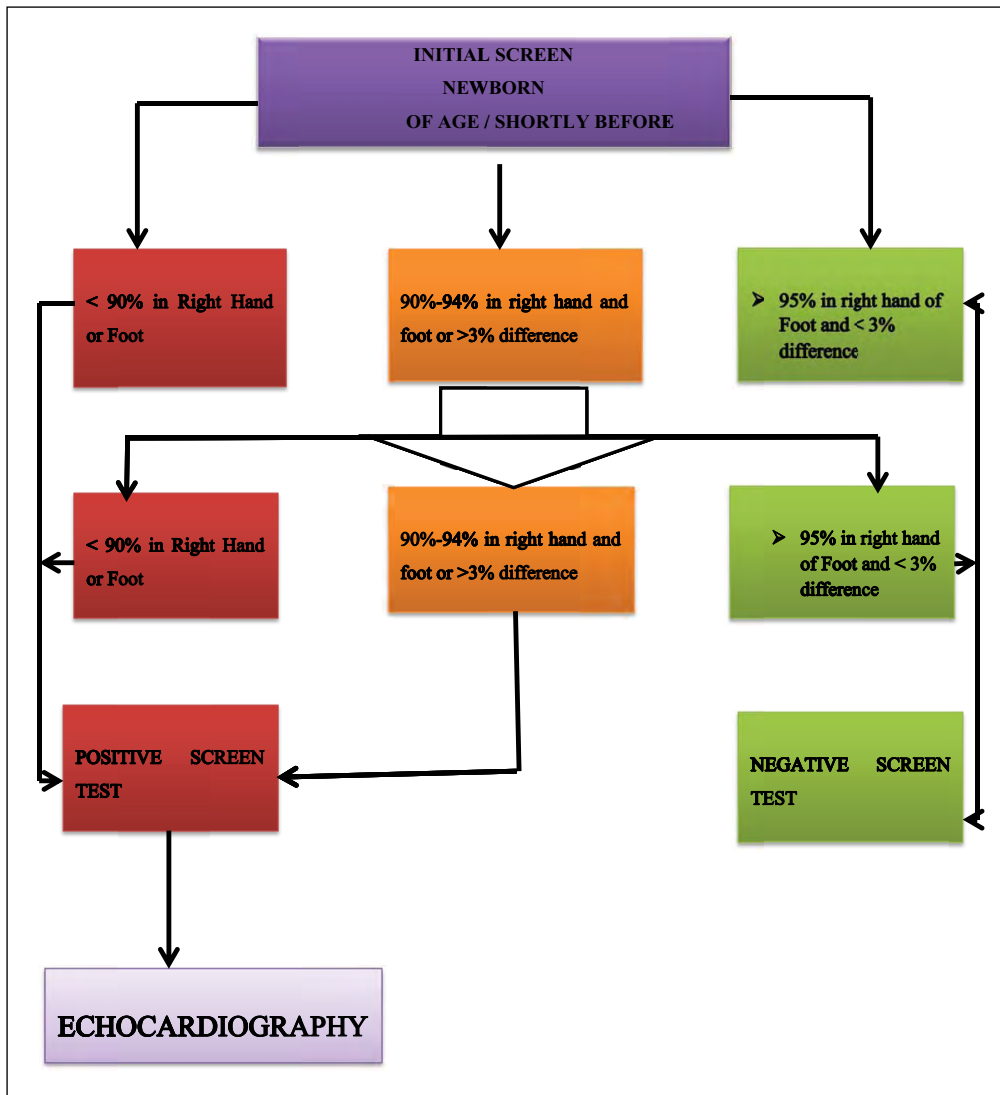 INITIAL SCREEN
NEWBORN
OF AGE / SHORTLY BEFORE
< 90% in Right Hand
or Foot
90%-94% in right hand and
foot or >3% difference
➢ 95% in right hand of
Foot and < 3%
difference
< 90% in Right Hand
or Foot
90%-94% in right hand and
foot or >3% difference
➢ 95% in right hand
of Foot and < 3%
difference
POSITIVE SCREEN
TEST
NEGATIVE SCREEN
TEST
ECHOCARDIOGRAPHY